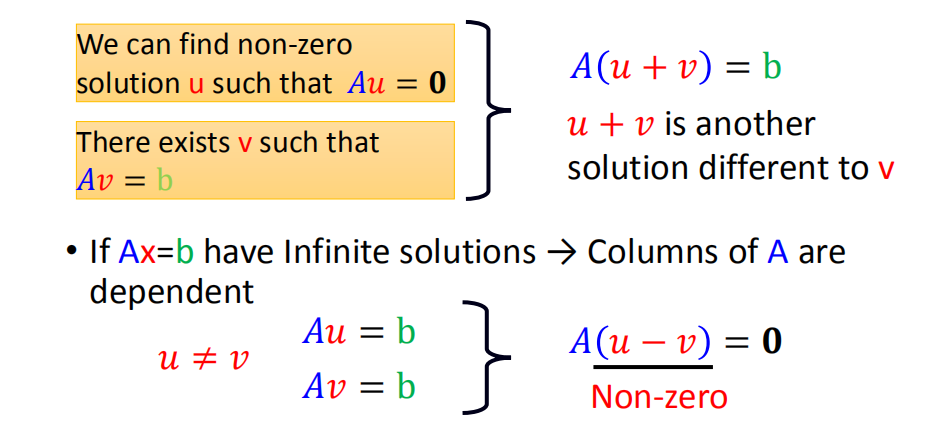 We can find non-zero
solution u such that Au = 0
A(u + v) = b
There exists v such that
Av = b
u + v is another
solution different to v
• If Ax=b have Infinite solutions → Columns of A are
dependent
u ≠ v
Au = b
Av = b
A(u − v) = 0
Non-zero